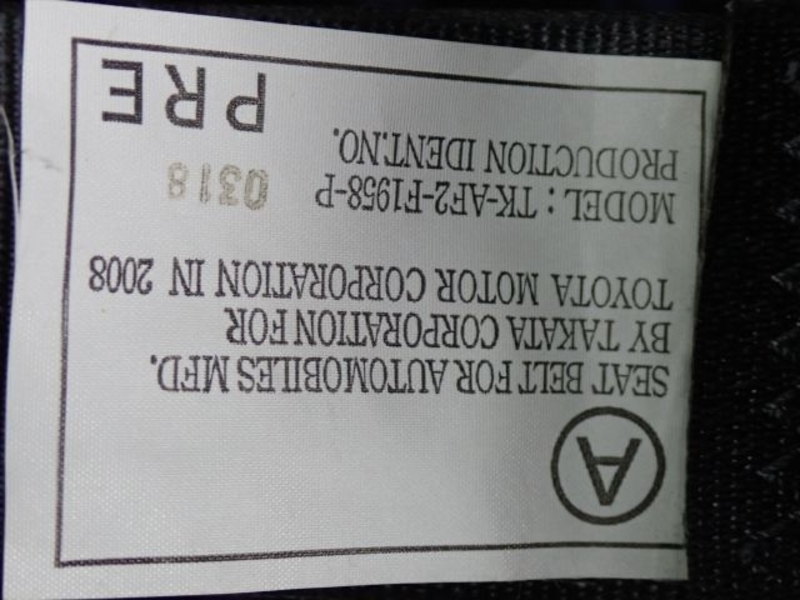 A
SEAT BELT FOR AUTOMOBILES MFD.
BY TAKATA CORPORATION FOR
TOYOTA MOTOR CORPORATION IN 2008
MODEL : TK-AF2-F1958-P
PRODUCTION IDENT.NO.
0318
PRE